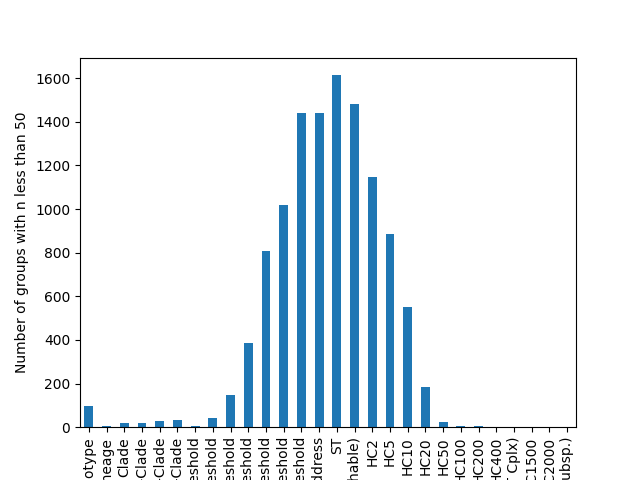 Number of groups with n less than 50
1600
1400
1200
1000
800
600
400
200
0
otype
neage
Clade
-Clade
-Clade
-Clade
eshold
eshold
eshold
eshold
eshold
eshold
eshold
ddress
ST
hable)
HC2
HC5
HC10
HC20
HC50
HC100
HC200
HC400
Cplx)
C1500
C2000
ubsp.)